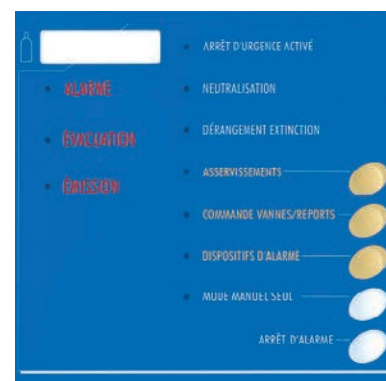 ARRÊT D'URGENCE ACTIVÉ
ALARME
NEUTRALISATION
DÉRANGEMENT EXTINCTION
ÉVACUATION
ASSERVISSEMENTS
ÉMISSION
COMMANDE VANNES/REPORTS
DISPOSITIFS D'ALARME
MODE MANUEL SEUL
ARRÊT D'ALARME